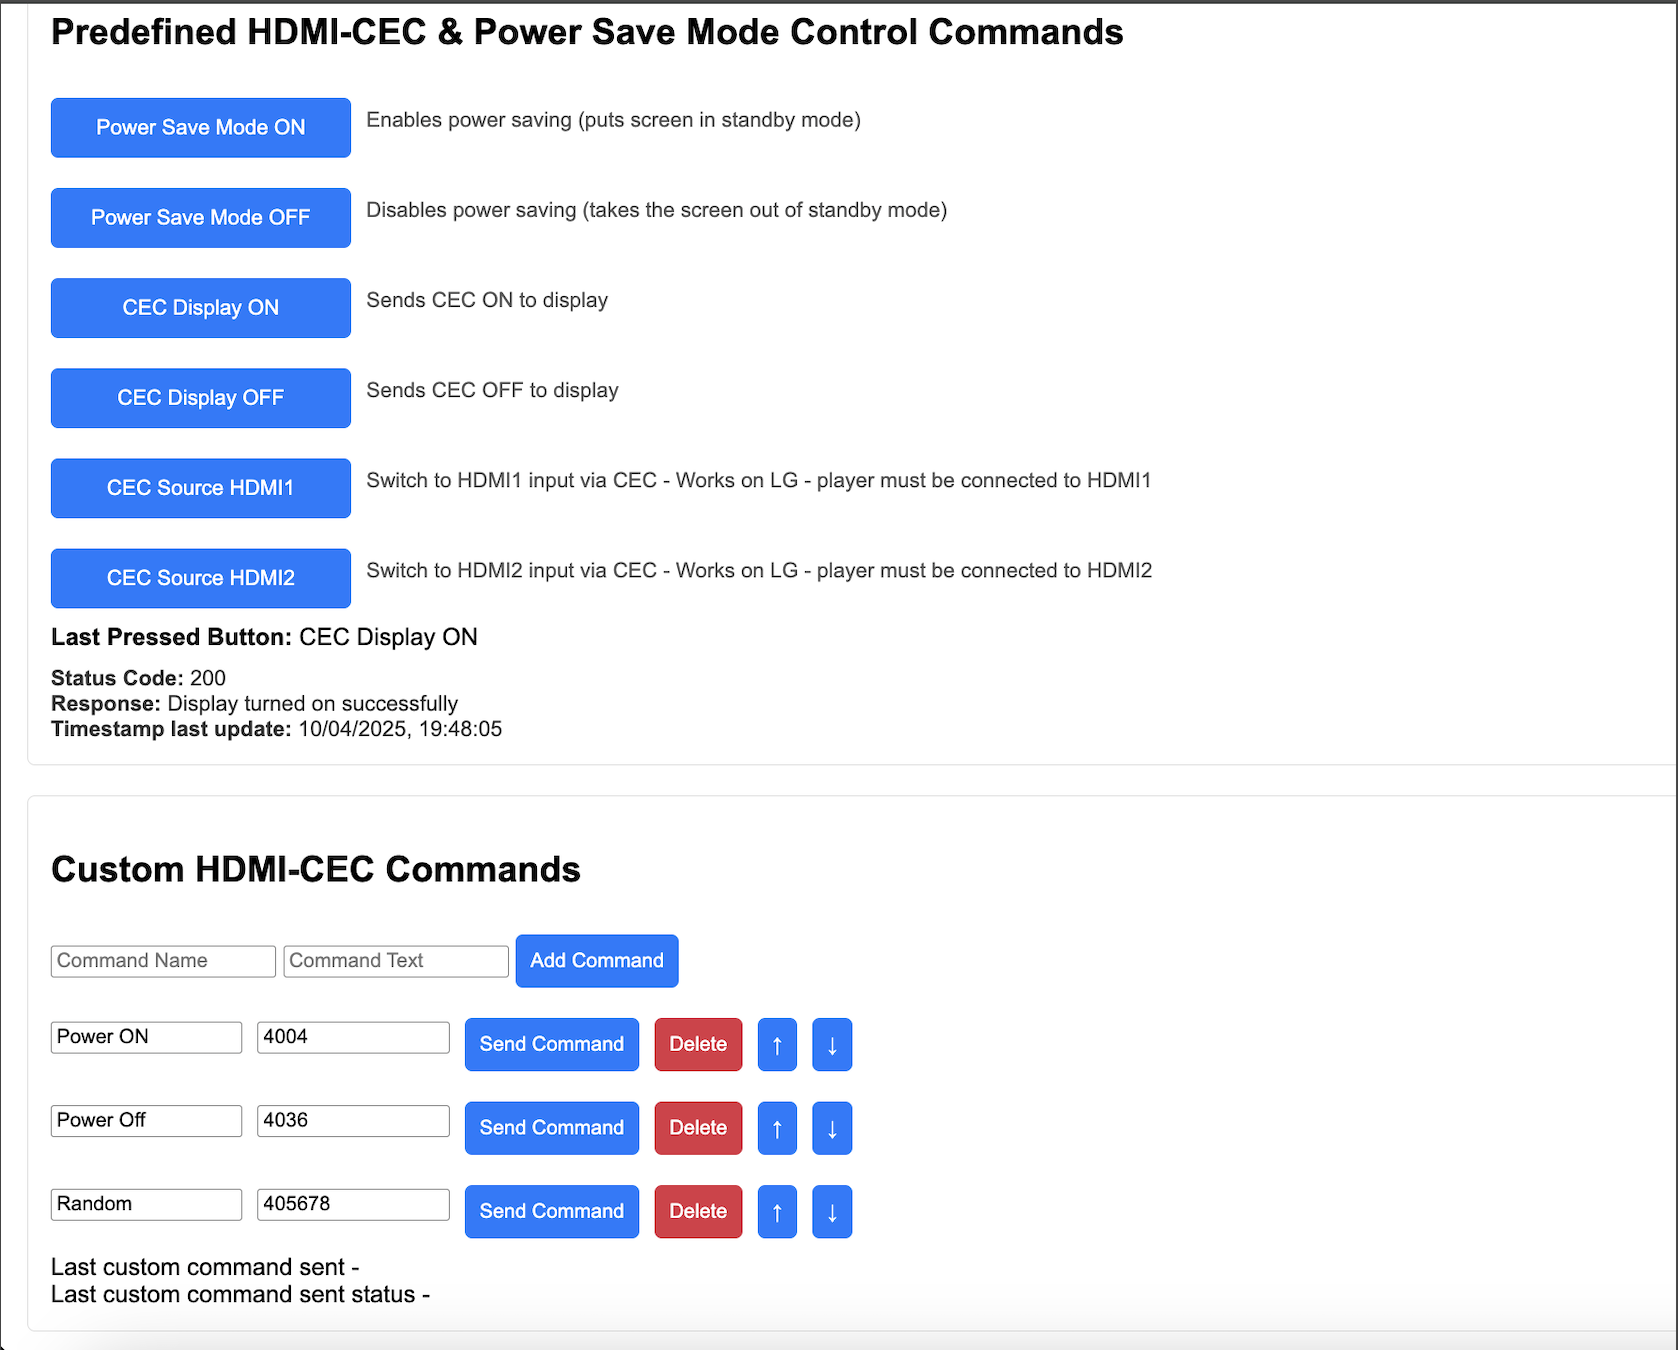 Predefined HDMI-CEC & Power Save Mode Control Commands
Power Save Mode ON Enables power saving (puts screen in standby mode)
Power Save Mode OFF Disables power saving (takes the screen out of standby mode)
CEC Display ON Sends CEC ON to display
CEC Display OFF Sends CEC OFF to display
CEC Source HDMI1 Switch to HDMI1 input via CEC - Works on LG - player must be connected to HDMI1
CEC Source HDMI2 Switch to HDMI2 input via CEC - Works on LG - player must be connected to HDMI2
Last Pressed Button: CEC Display ON
Status Code: 200
Response: Display turned on successfully
Timestamp last update: 10/04/2025, 19:48:05
Custom HDMI-CEC Commands
Command Name Command Text Add Command
Power ON 4004 Send Command Delete ↑ ↓
Power Off 4036 Send Command Delete ↑ ↓
Random 405678 Send Command Delete ↑ ↓
Last custom command sent -
Last custom command sent status -